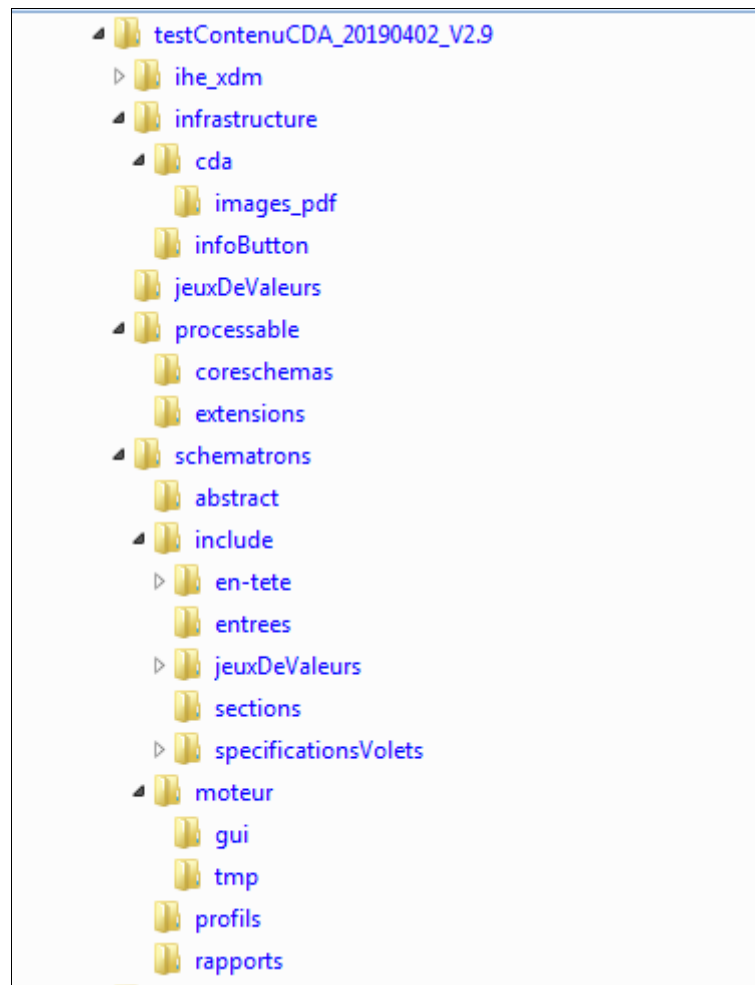 testContenuCDA_20190402_V2.9
ihe_xdm
infrastructure
cda
images_pdf
infoButton
jeuxDeValeurs
processable
coreschemas
extensions
schematrons
abstract
include
en-tete
entrees
jeuxDeValeurs
sections
specificationsVolets
moteur
gui
tmp
profils
rapports